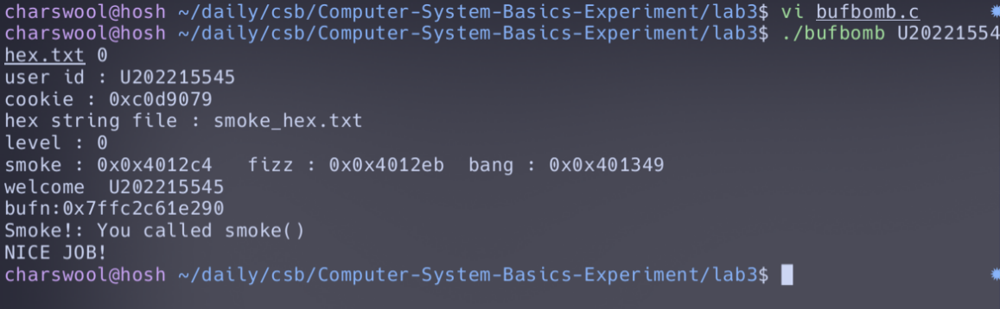 charswool@hosh ~/daily/csb/Computer-System-Basics-Experiment/lab3$ vi bufbomb.c
charswool@hosh ~/daily/csb/Computer-System-Basics-Experiment/lab3$ ./bufbomb U20221554
hex.txt 0
user id : U202215545
cookie : 0xc0d9079
hex string file : smoke_hex.txt
level : 0
smoke : 0x0x4012c4   fizz : 0x0x4012eb  bang : 0x0x401349
welcome  U202215545
bufn:0x7ffc2c61e290
Smoke!: You called smoke()
NICE JOB!
charswool@hosh ~/daily/csb/Computer-System-Basics-Experiment/lab3$